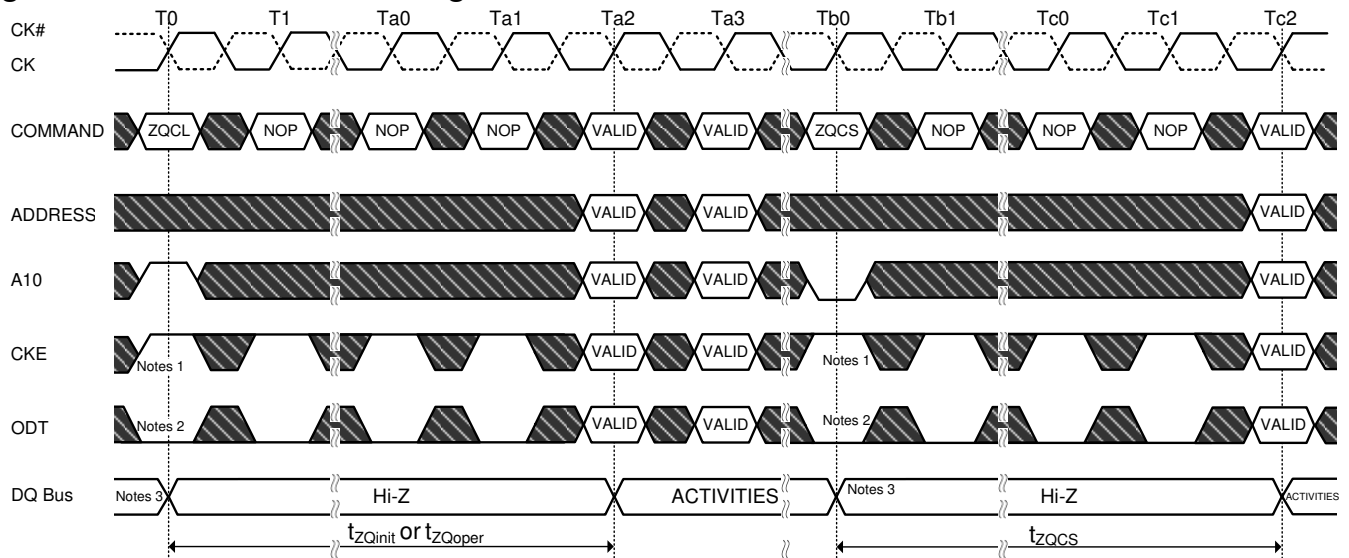 T0 T1 Ta0 Ta1 Ta2 Ta3 Tb0 Tb1 Tc0 Tc1 Tc2
CK#
CK
COMMAND ZQCL NOP NOP NOP VALID VALID ZQCS NOP NOP NOP VALID
ADDRESS VALID VALID VALID
A10 VALID VALID VALID
CKE Notes 1 VALID VALID Notes 1 VALID
ODT Notes 2 VALID VALID Notes 2 VALID
DQ Bus Notes 3 Hi-Z ACTIVITIES Notes 3 Hi-Z ACTIVITIES
tZQinit or tZQoper tZQCS